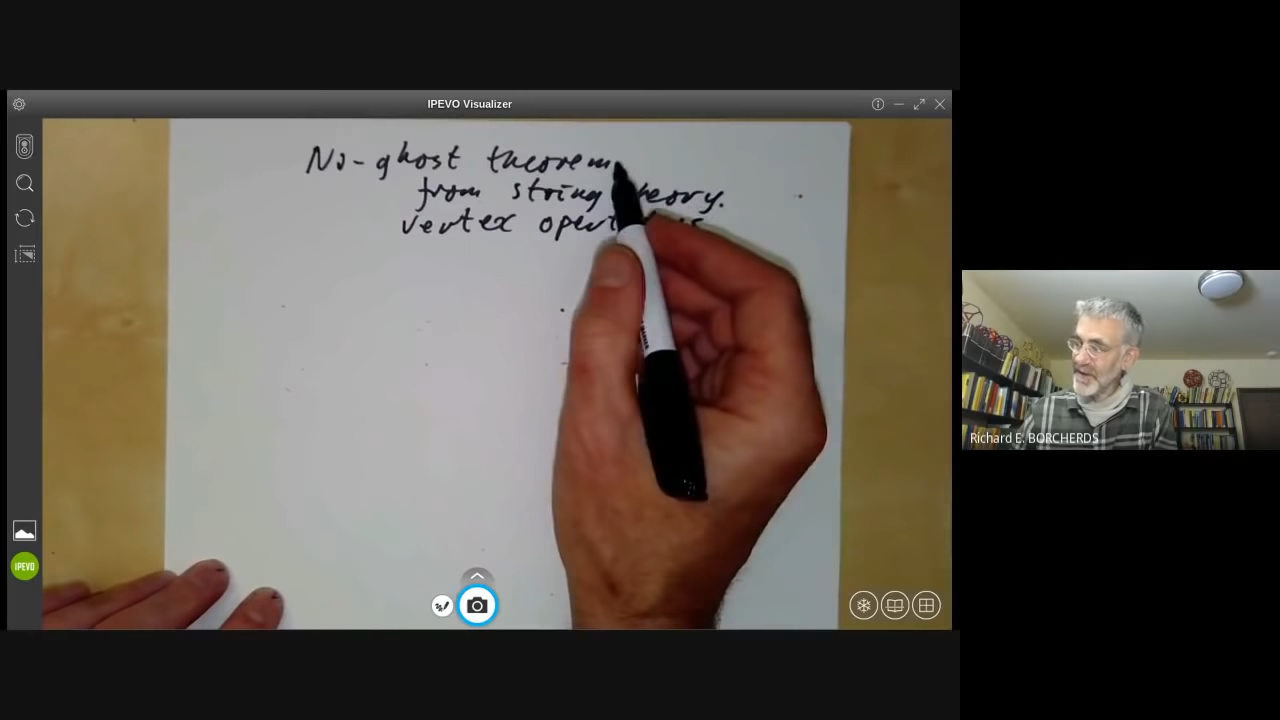 IPEVO Visualizer
No-ghost theorem
from string
vertex
IPEVO
Richard E. BORCHERDS